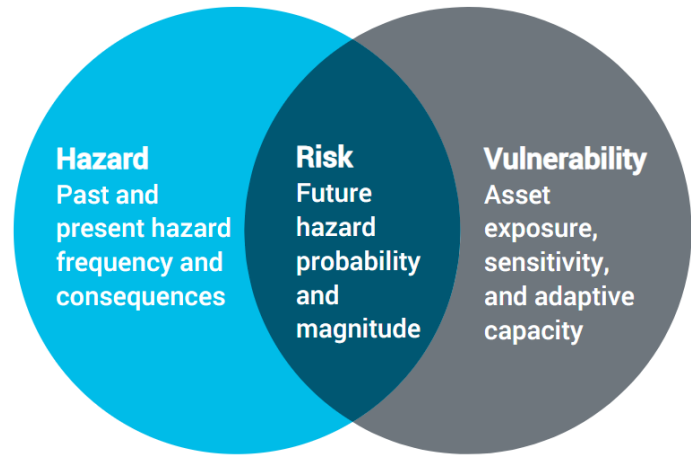 Hazard
Past and
present hazard
frequency and
consequences
Risk
Future
hazard
probability
and
magnitude
Vulnerability
Asset
exposure,
sensitivity,
and adaptive
capacity